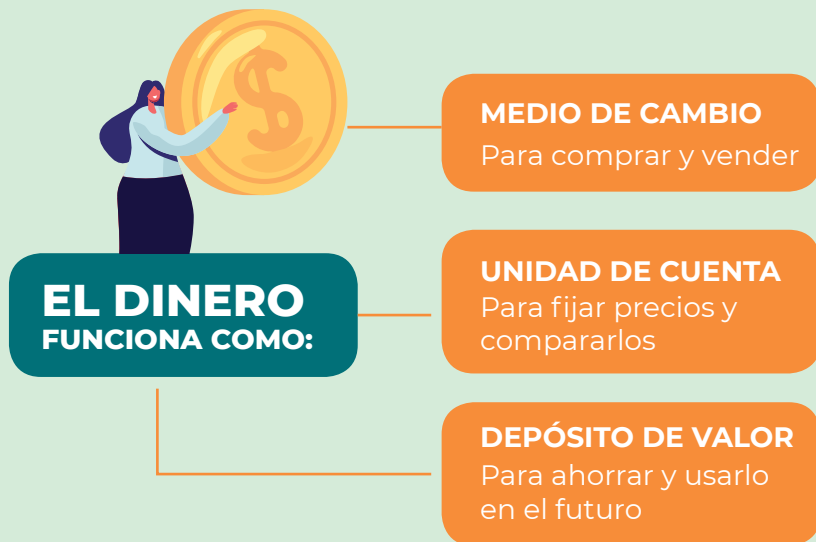 $
MEDIO DE CAMBIO
Para comprar y vender
EL DINERO
FUNCIONA COMO:
UNIDAD DE CUENTA
Para fijar precios y
compararlos
DEPÓSITO DE VALOR
Para ahorrar y usarlo
en el futuro